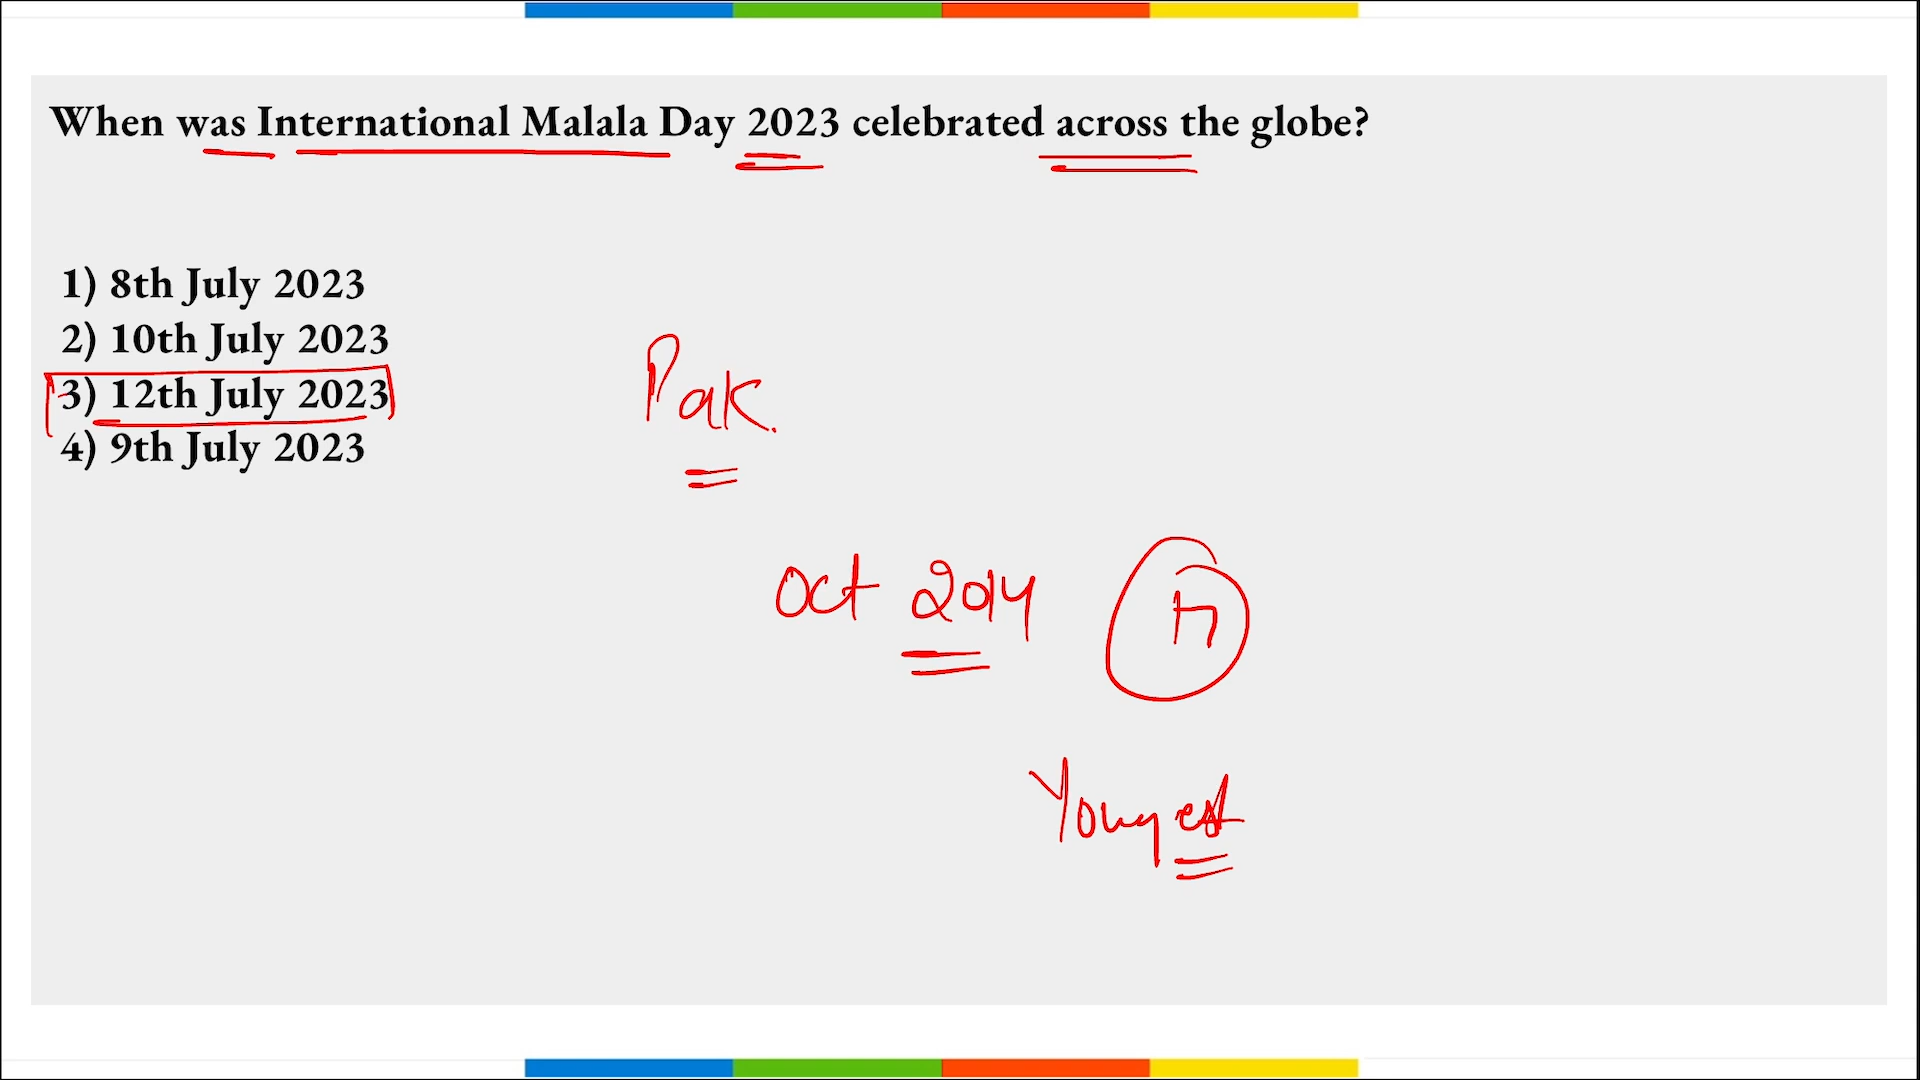 When was International Malala Day 2023 celebrated across the globe?
1) 8th July 2023
2) 10th July 2023
3) 12th July 2023
4) 9th July 2023
Pak.
Oct 2014 17
Youngest